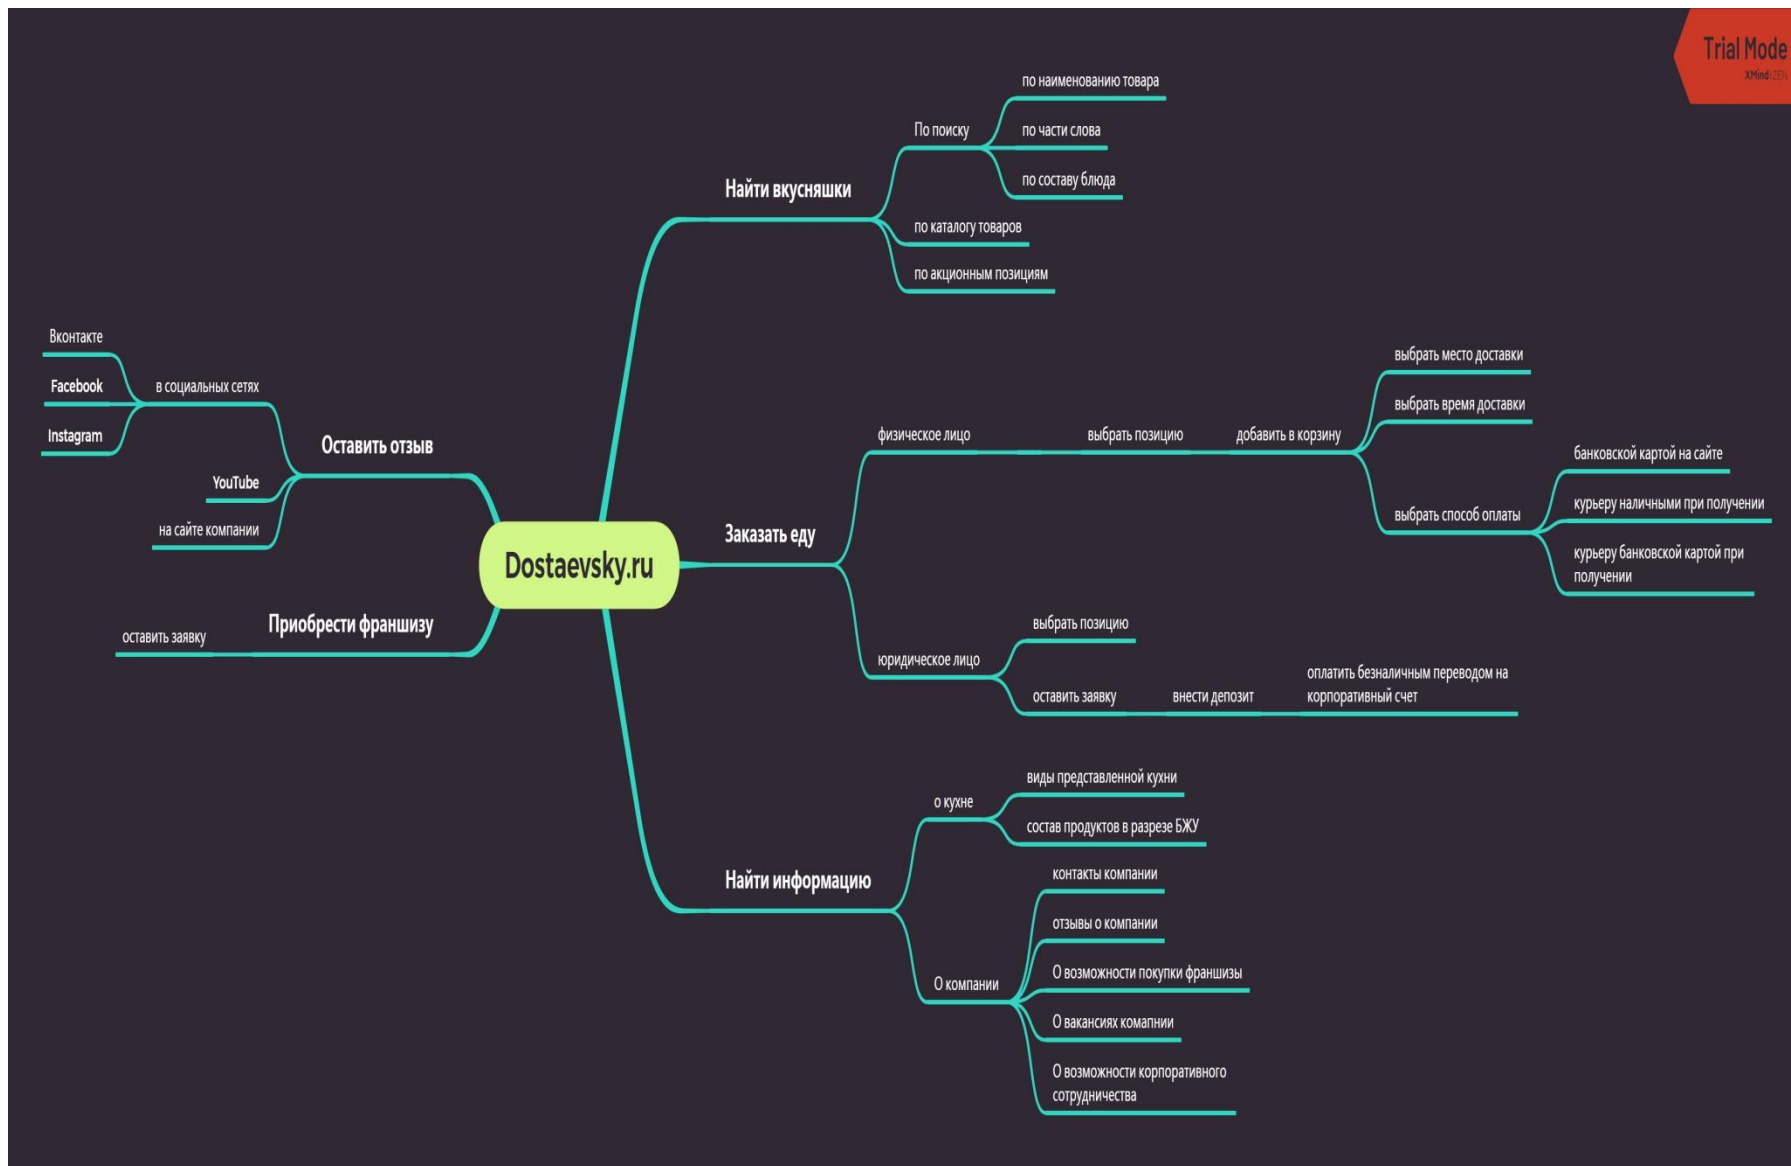 Trial Mode
XMind:ZEN
Dostaevsky.ru
Найти вкусняшки
По поиску
по наименованию товара
по части слова
по составу блюда
по каталогу товаров
по акционным позициям
Заказать еду
физическое лицо
выбрать позицию
добавить в корзину
выбрать место доставки
выбрать время доставки
выбрать способ оплаты
банковской картой на сайте
курьеру наличными при получении
курьеру банковской картой при
получении
юридическое лицо
выбрать позицию
оставить заявку
внести депозит
оплатить безналичным переводом на
корпоративный счет
Найти информацию
о кухне
виды представленной кухни
состав продуктов в разрезе БЖУ
О компании
контакты компании
отзывы о компании
О возможности покупки франшизы
О вакансиях комапнии
О возможности корпоративного
сотрудничества
Оставить отзыв
в социальных сетях
Вконтакте
Facebook
Instagram
YouTube
на сайте компании
Приобрести франшизу
оставить заявку